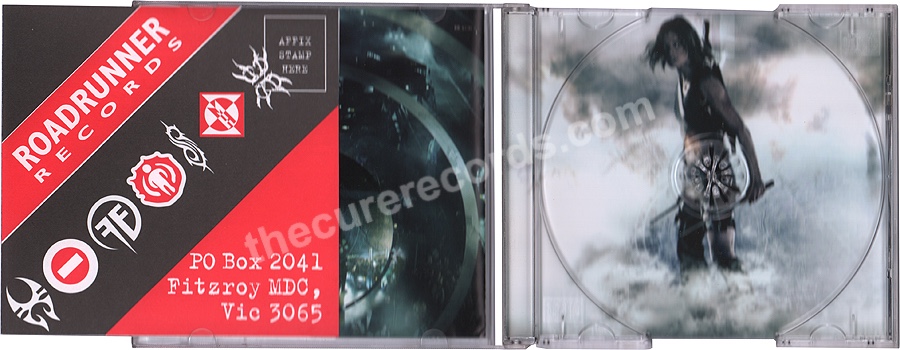 ROADRUNNER
RECORDS
AFFIX
STAMP
HERE
PO Box 2041
Fitzroy MDC,
Vic 3065
thecurerecords.com